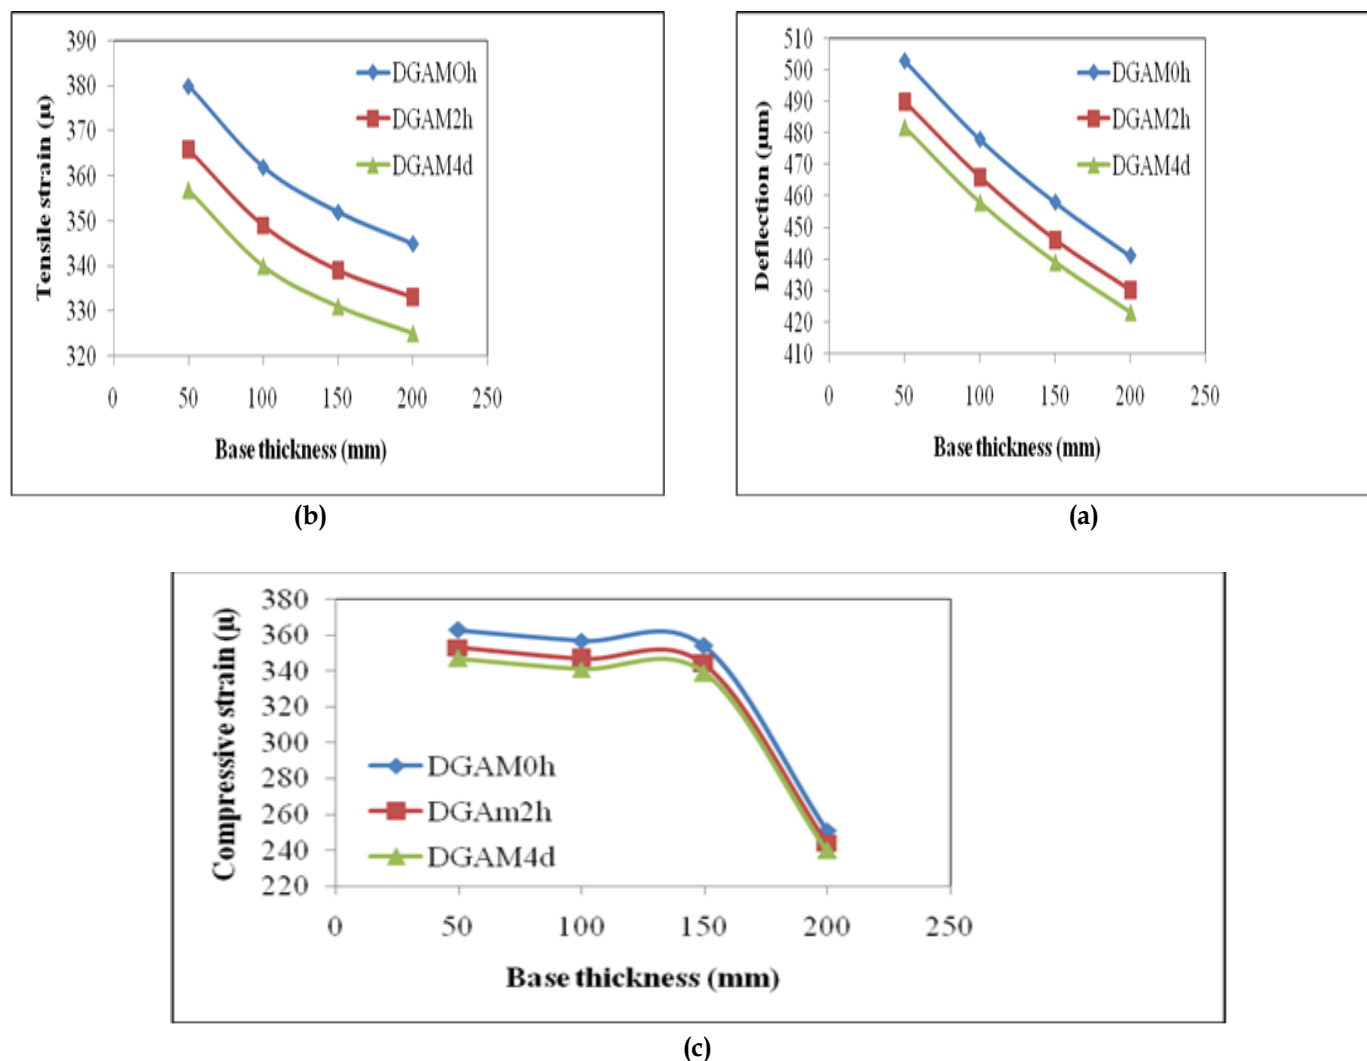 390
380
370
360
350
340
330
320
0 50 100 150 200 250
Tensile strain (µ)
Base thickness (mm)
DGAMOh
DGAM2h
DGAM4d
(b)
510
500
490
480
470
460
450
440
430
420
410
0 50 100 150 200 250
Deflection (µm)
Base thickness (mm)
DGAM0h
DGAM2h
DGAM4d
(a)
380
360
340
320
300
280
260
240
220
0 50 100 150 200 250
Compressive strain (µ)
Base thickness (mm)
DGAM0h
DGAm2h
DGAM4d
(c)